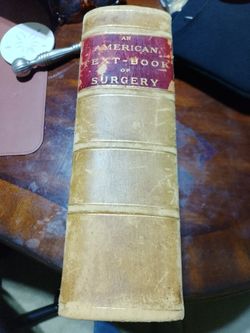 AN
AMERICAN
TEXT-BOOK
OF
SURGERY